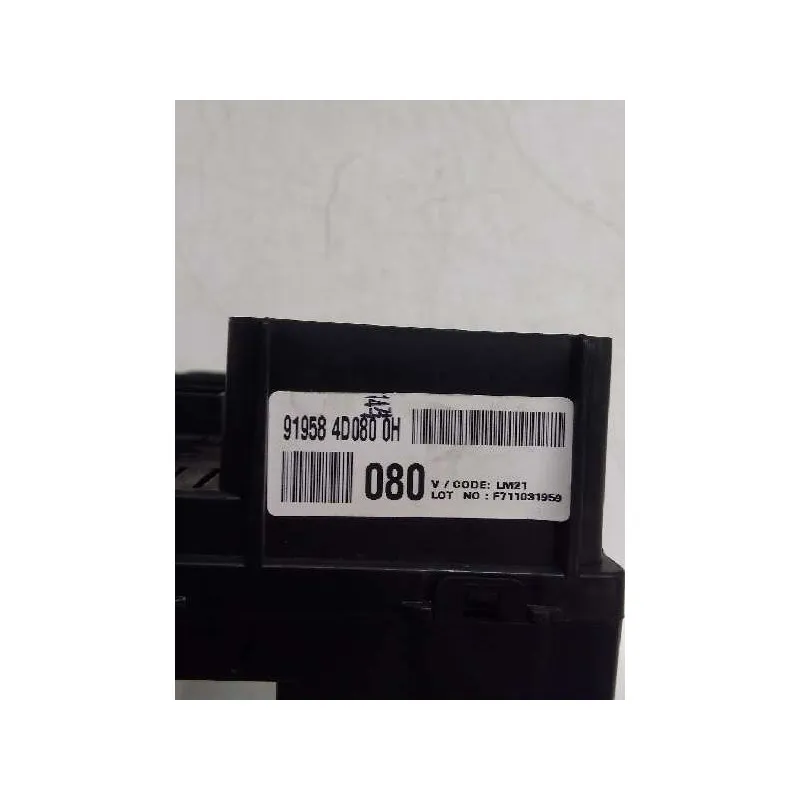 91958 4D080 0H
080 V / CODE: LM21
LOT NO : F711031959